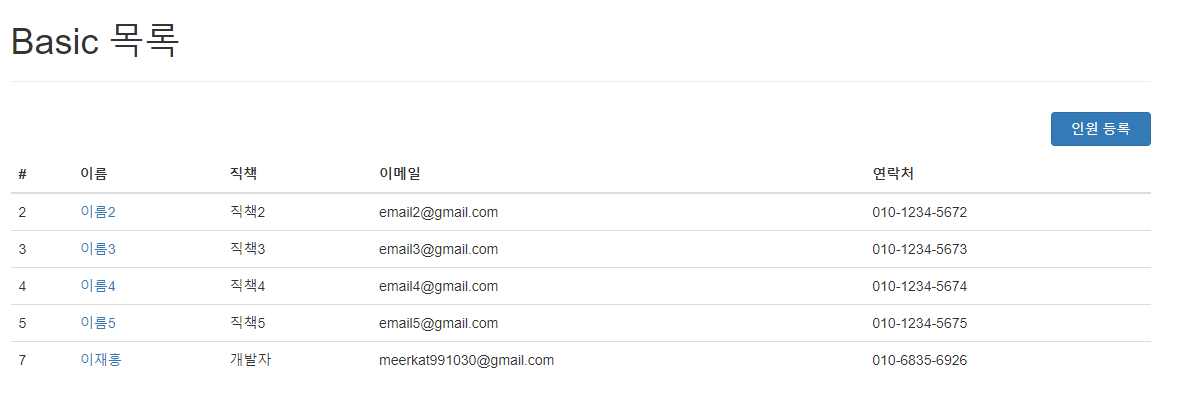 Basic 목록
인원 등록
# 이름 직책 이메일 연락처
2 이름2 직책2 email2@gmail.com 010-1234-5672
3 이름3 직책3 email3@gmail.com 010-1234-5673
4 이름4 직책4 email4@gmail.com 010-1234-5674
5 이름5 직책5 email5@gmail.com 010-1234-5675
7 이재홍 개발자 meerkat991030@gmail.com 010-6835-6926